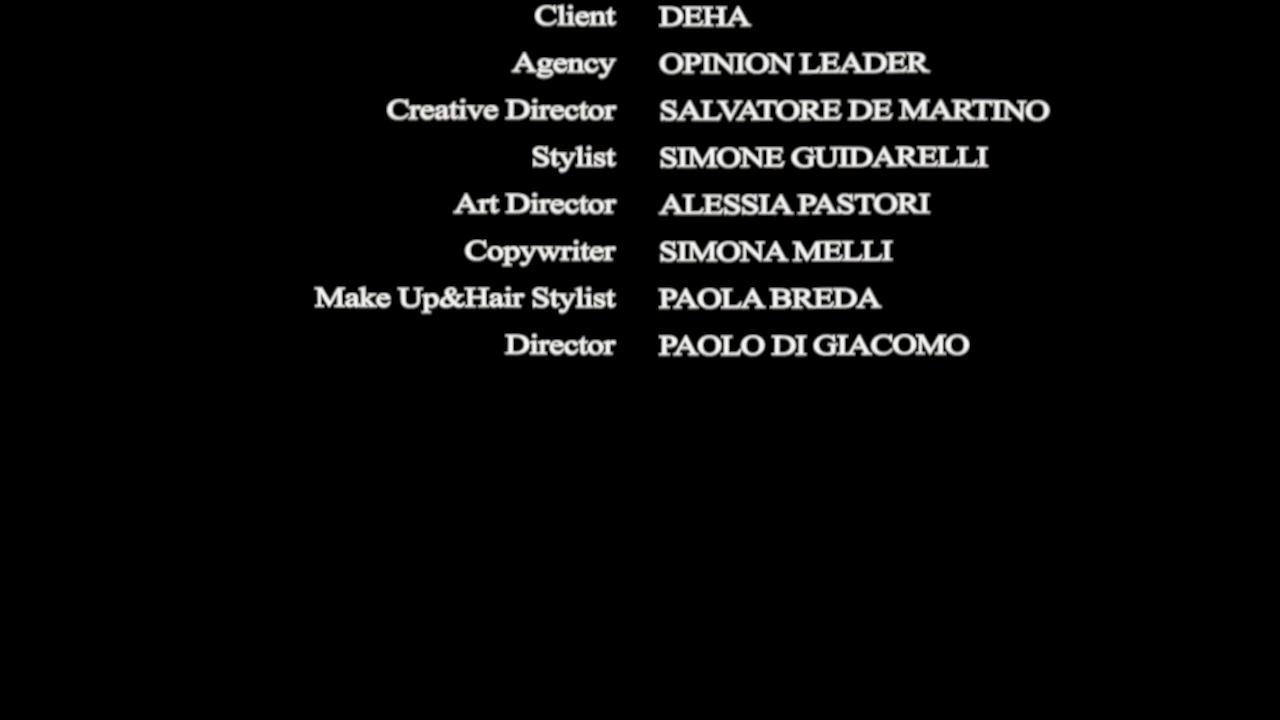 Client DEHA
Agency OPINION LEADER
Creative Director SALVATORE DE MARTINO
Stylist SIMONE GUIDARELLI
Art Director ALESSIA PASTORI
Copywriter SIMONA MELLI
Make Up&Hair Stylist PAOLA BREDA
Director PAOLO DI GIACOMO